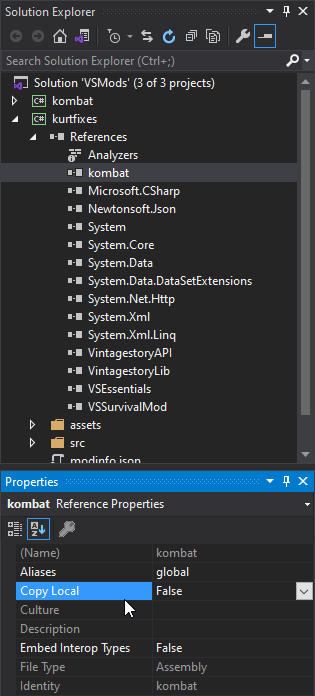 Solution Explorer
Search Solution Explorer (Ctrl+;)
Solution 'VSMods' (3 of 3 projects)
C# kombat
C# kurtfixes
References
Analyzers
kombat
Microsoft.CSharp
Newtonsoft.Json
System
System.Core
System.Data
System.Data.DataSetExtensions
System.Net.Http
System.Xml
System.Xml.Linq
VintagestoryAPI
VintagestoryLib
VSEssentials
VSSurvivalMod
assets
src
modinfo.json
Properties
kombat Reference Properties
(Name) kombat
Aliases global
Copy Local False
Culture
Description
Embed Interop Types False
File Type Assembly
Identity kombat